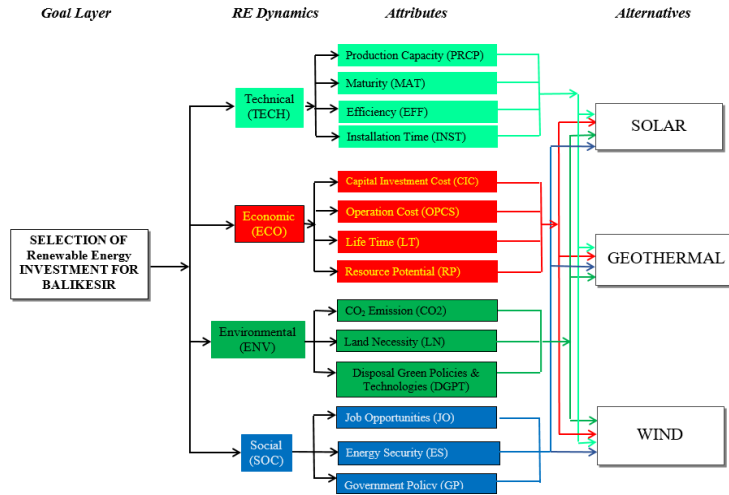 Goal Layer
RE Dynamics
Attributes
Alternatives
SELECTION OF
Renewable Energy
INVESTMENT FOR
BALIKESIR
Technical
(TECH)
Production Capacity (PRCP)
Maturity (MAT)
Efficiency (EFF)
Installation Time (INST)
Economic
(ECO)
Capital Investment Cost (CIC)
Operation Cost (OPCS)
Life Time (LT)
Resource Potential (RP)
Environmental
(ENV)
CO₂ Emission (CO2)
Land Necessity (LN)
Disposal Green Policies &
Technologies (DGPT)
Social
(SOC)
Job Opportunities (JO)
Energy Security (ES)
Government Policy (GP)
SOLAR
GEOTHERMAL
WIND